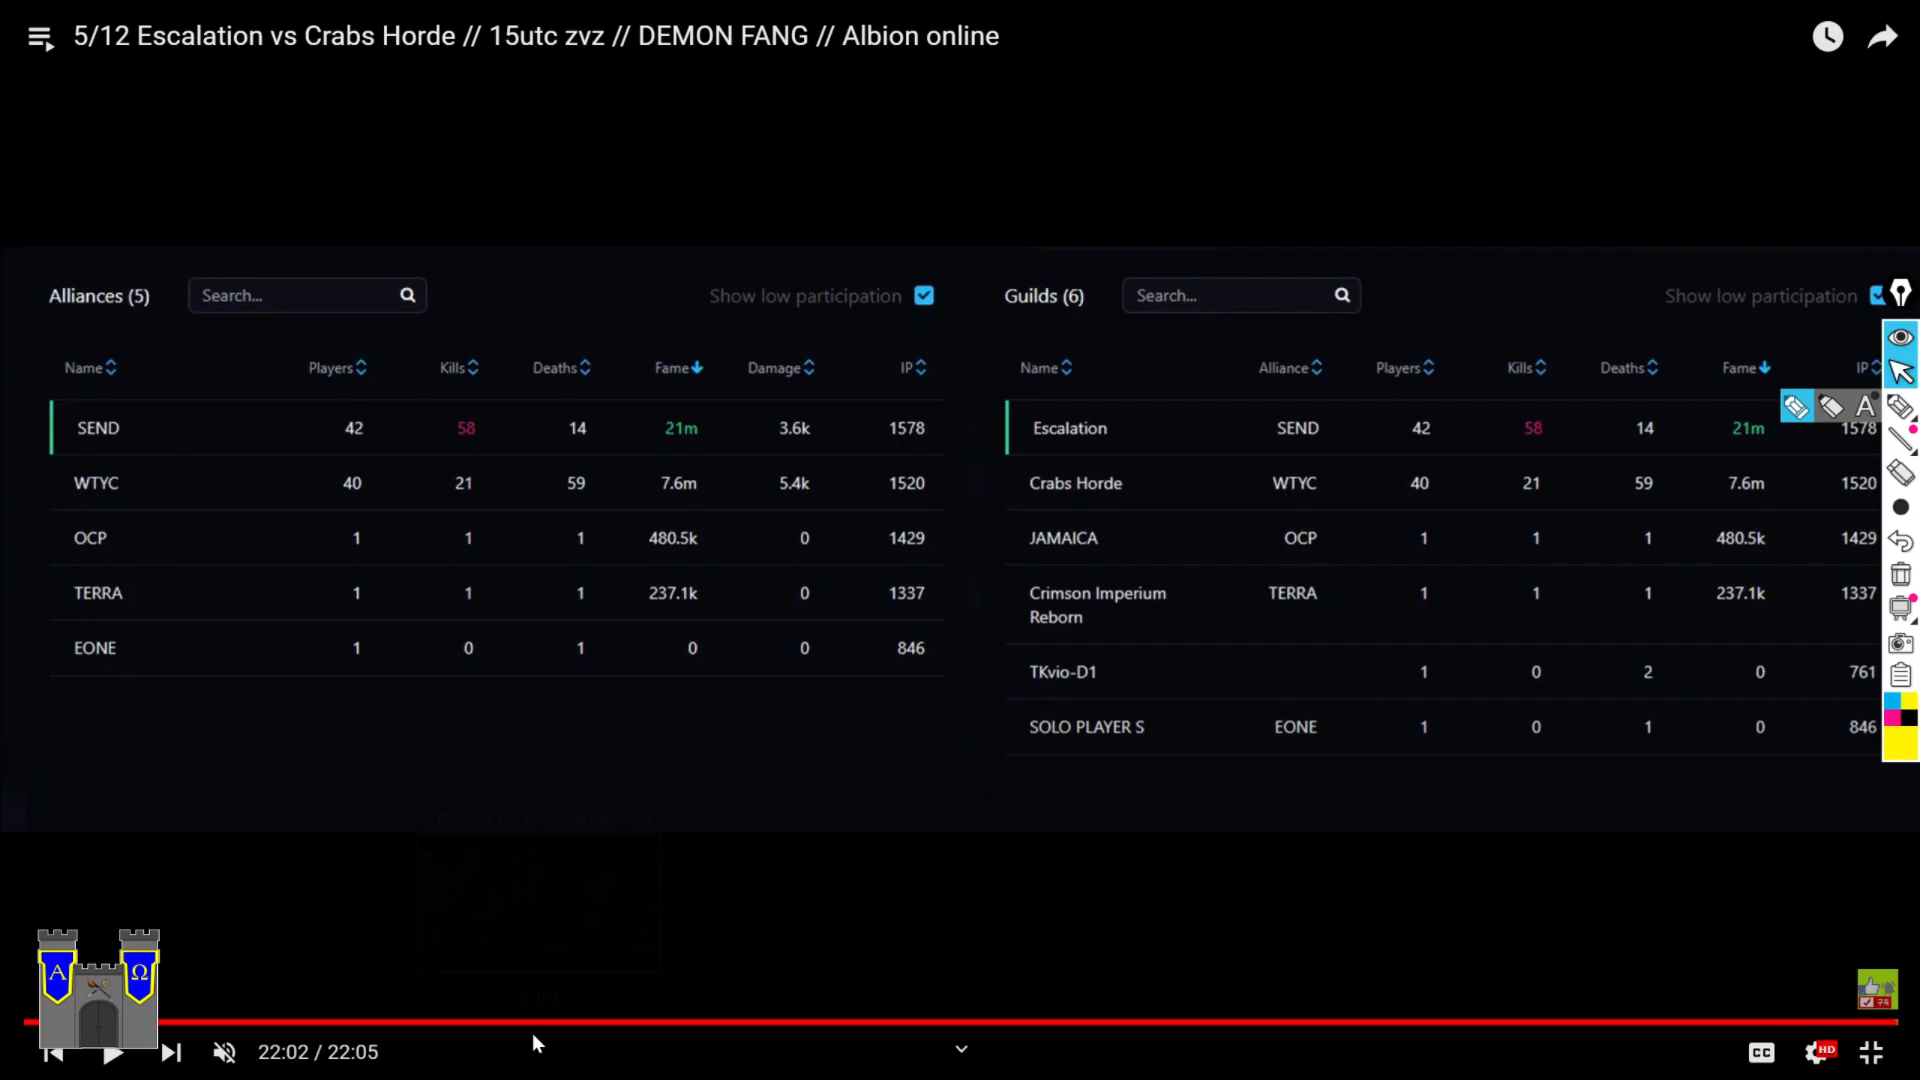 5/12 Escalation vs Crabs Horde // 15utc zvz // DEMON FANG // Albion online
Alliances (5) Search... Show low participation
Name Players Kills Deaths Fame Damage IP
SEND 42 58 14 21m 3.6k 1578
WTYC 40 21 59 7.6m 5.4k 1520
OCP 1 1 1 480.5k 0 1429
TERRA 1 1 1 237.1k 0 1337
EONE 1 0 1 0 0 846
Guilds (6) Search... Show low participation
Name Alliance Players Kills Deaths Fame IP
Escalation SEND 42 58 14 21m 1578
Crabs Horde WTYC 40 21 59 7.6m 1520
JAMAICA OCP 1 1 1 480.5k 1429
Crimson Imperium TERRA 1 1 1 237.1k 1337
Reborn
TKvio-D1 1 0 2 0 761
SOLO PLAYER S EONE 1 0 1 0 846
A
Α Ω
구독
22:02 / 22:05
CC HD